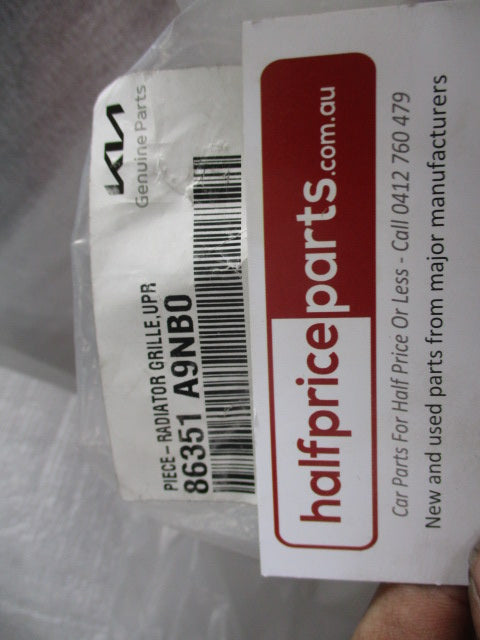 KIA
Genuine Parts
PIECE-RADIATOR GRILLE,UPR
86351 A9NB0
halfpriceparts.com.au
Car Parts For Half Price Or Less - Call 0412 760 479
New and used parts from major manufacturers